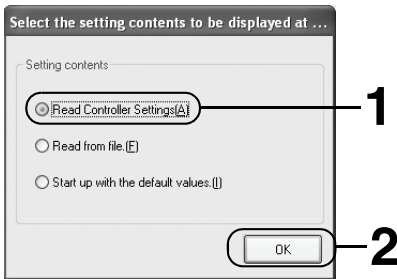 Select the setting contents to be displayed at ...
Setting contents
Read Controller Settings(A)
1
Read from file.(F)
Start up with the default values.(I)
OK
2